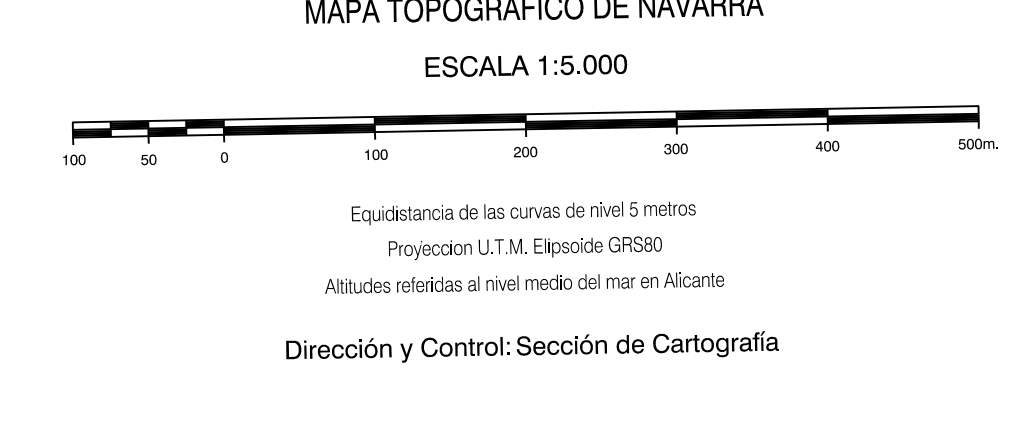 MAPA TOPOGRAFICO DE NAVARRA
ESCALA 1:5.000
100 50 0 100 200 300 400 500m.
Equidistancia de las curvas de nivel 5 metros
Proyeccion U.T.M. Elipsoide GRS80
Altitudes referidas al nivel medio del mar en Alicante
Dirección y Control: Sección de Cartografía